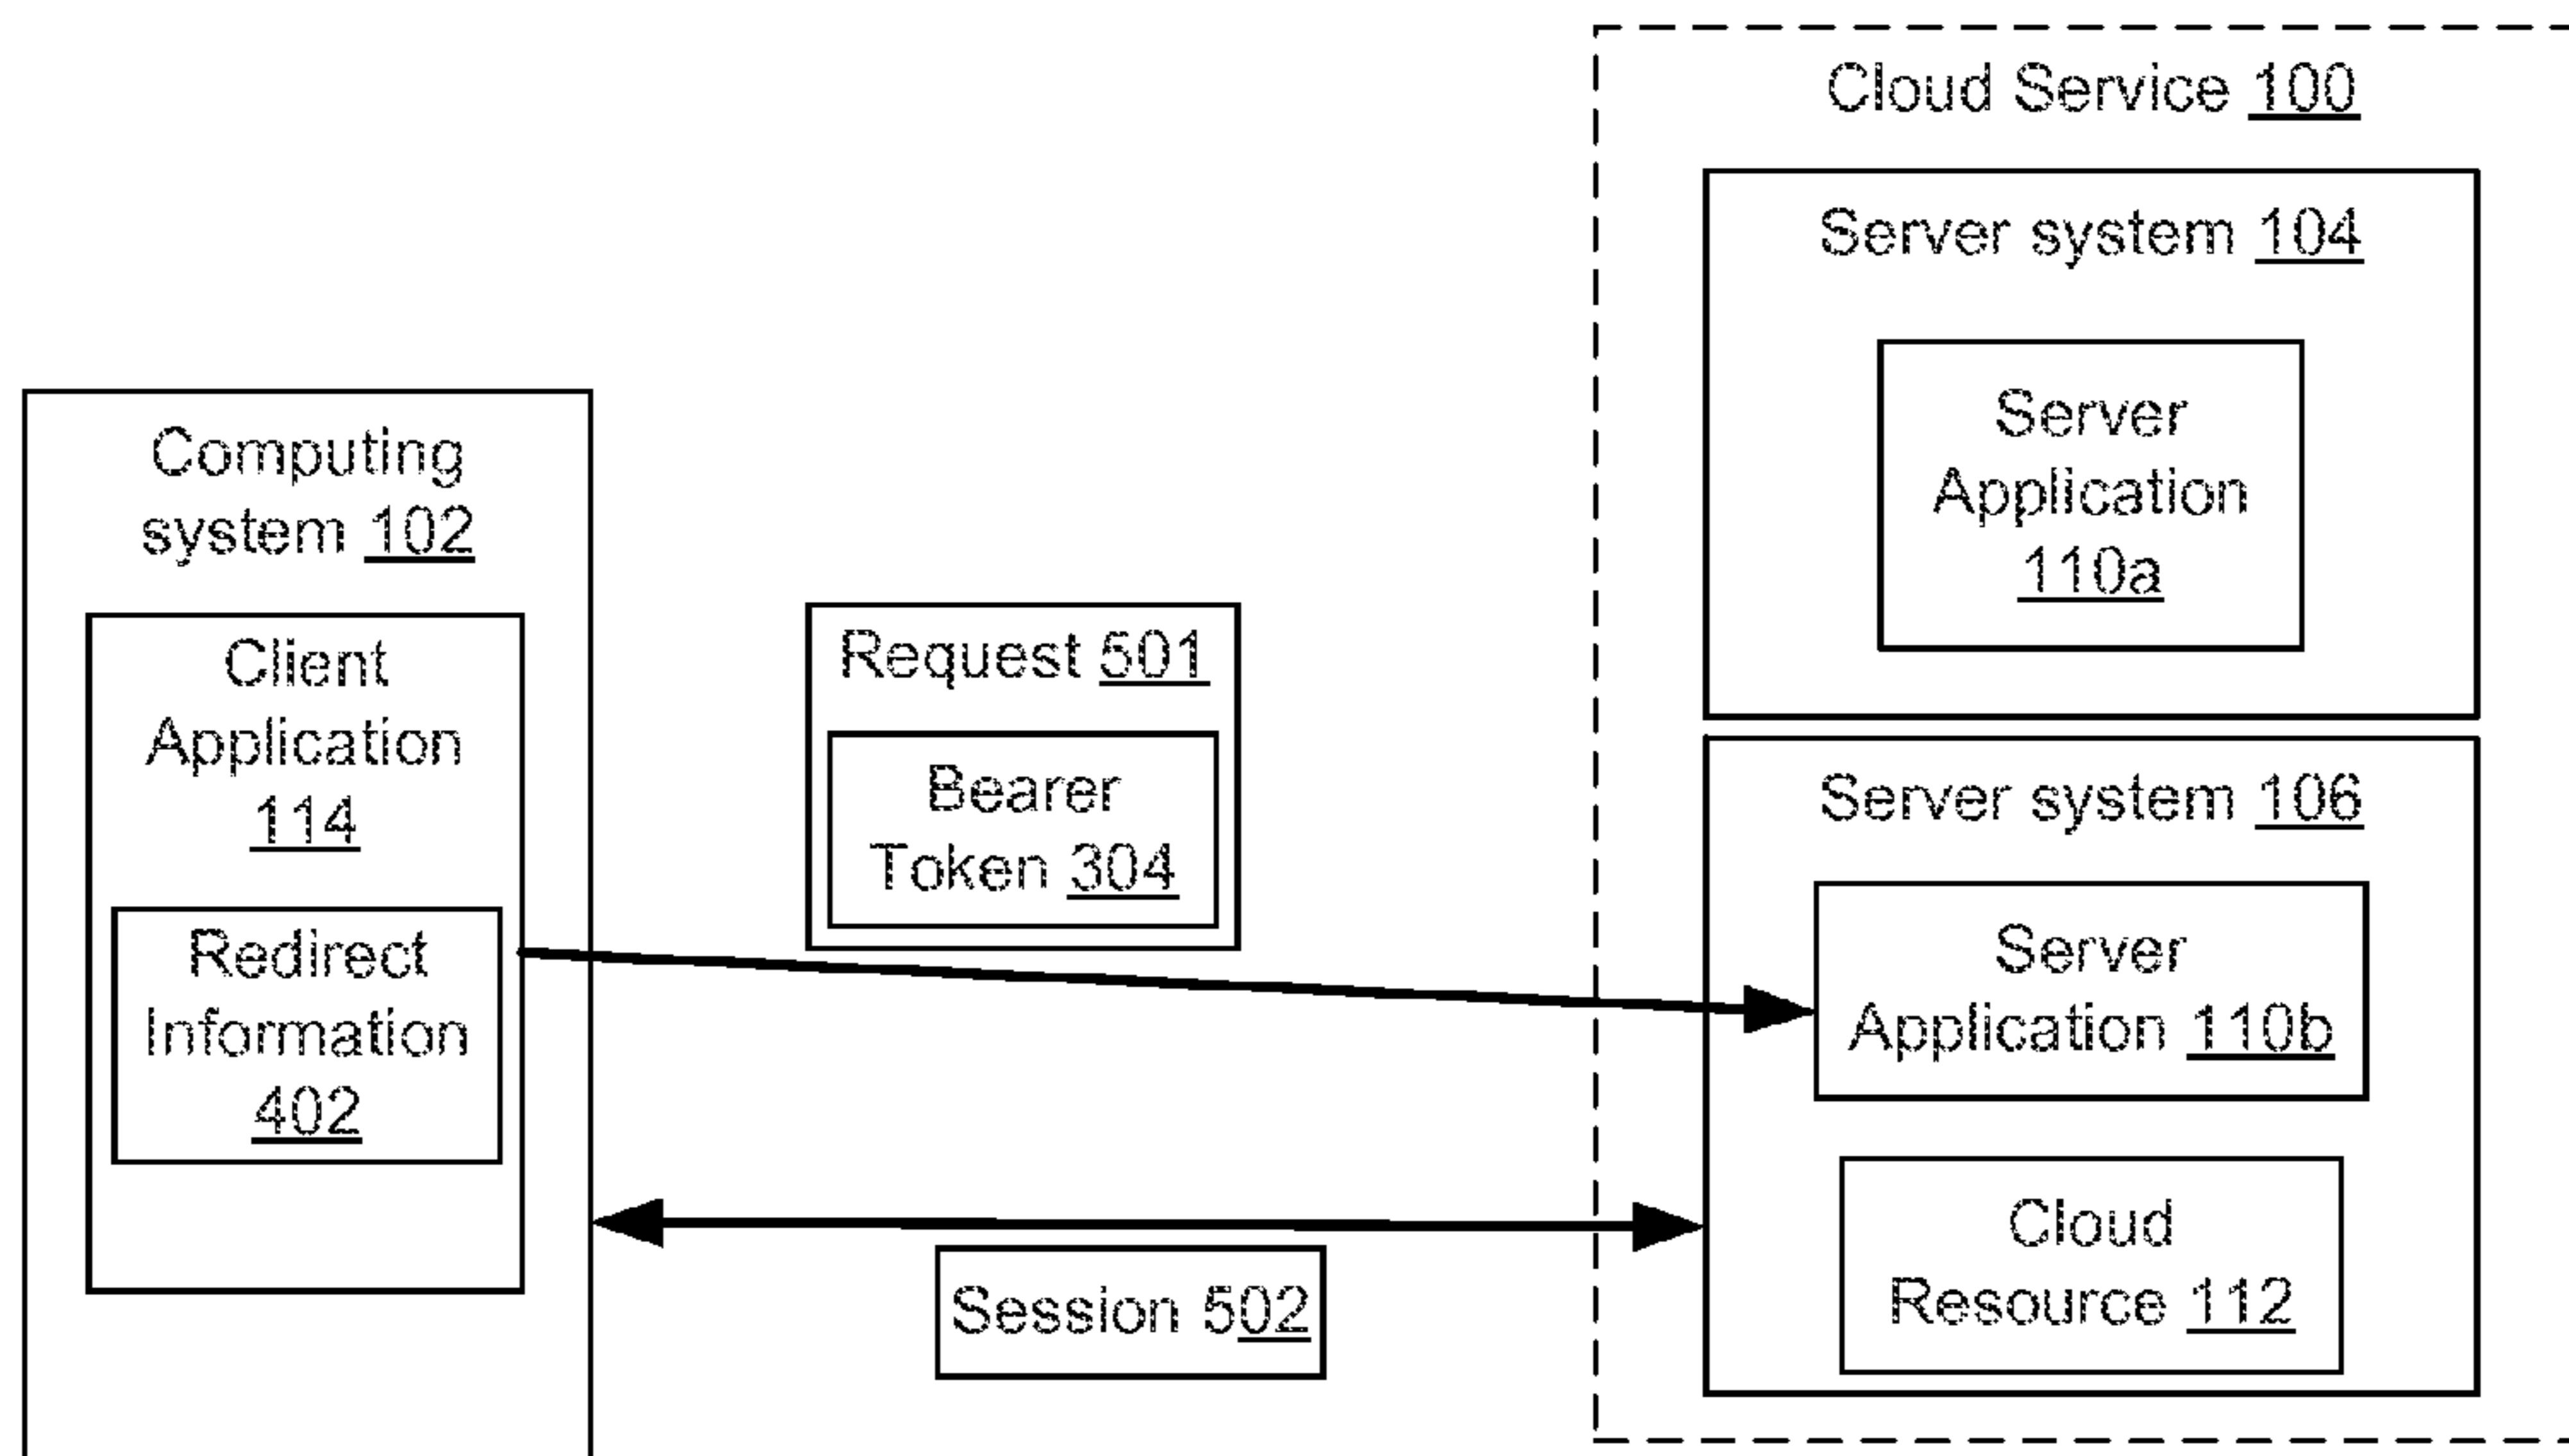 Cloud Service 100
Server system 104
Server
Application
110a
Computing
system 102
Client
Application
114
Redirect
Information
402
Request 501
Bearer
Token 304
Server system 106
Server
Application 110b
Cloud
Resource 112
Session 502